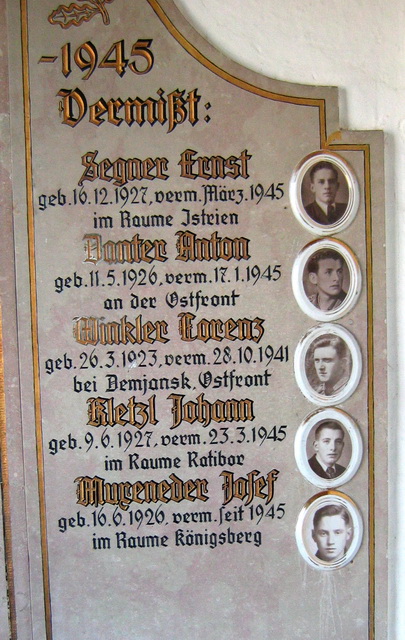 -1945
Vermißt:
Segner Ernst
geb. 16.12.1927, verm. März. 1945
im Raume Istrien
Danter Anton
geb. 11.5.1926, verm. 17.1.1945
an der Ostfront
Winkler Lorenz
geb. 26.3.1923, verm. 28.10.1941
bei Demjansk, Ostfront
Kletzl Johann
geb. 9.6.1927, verm. 23.3.1945
im Raume Ratibor
Mureneder Josef
geb. 16.6.1926, verm. seit 1945
im Raume Königsberg